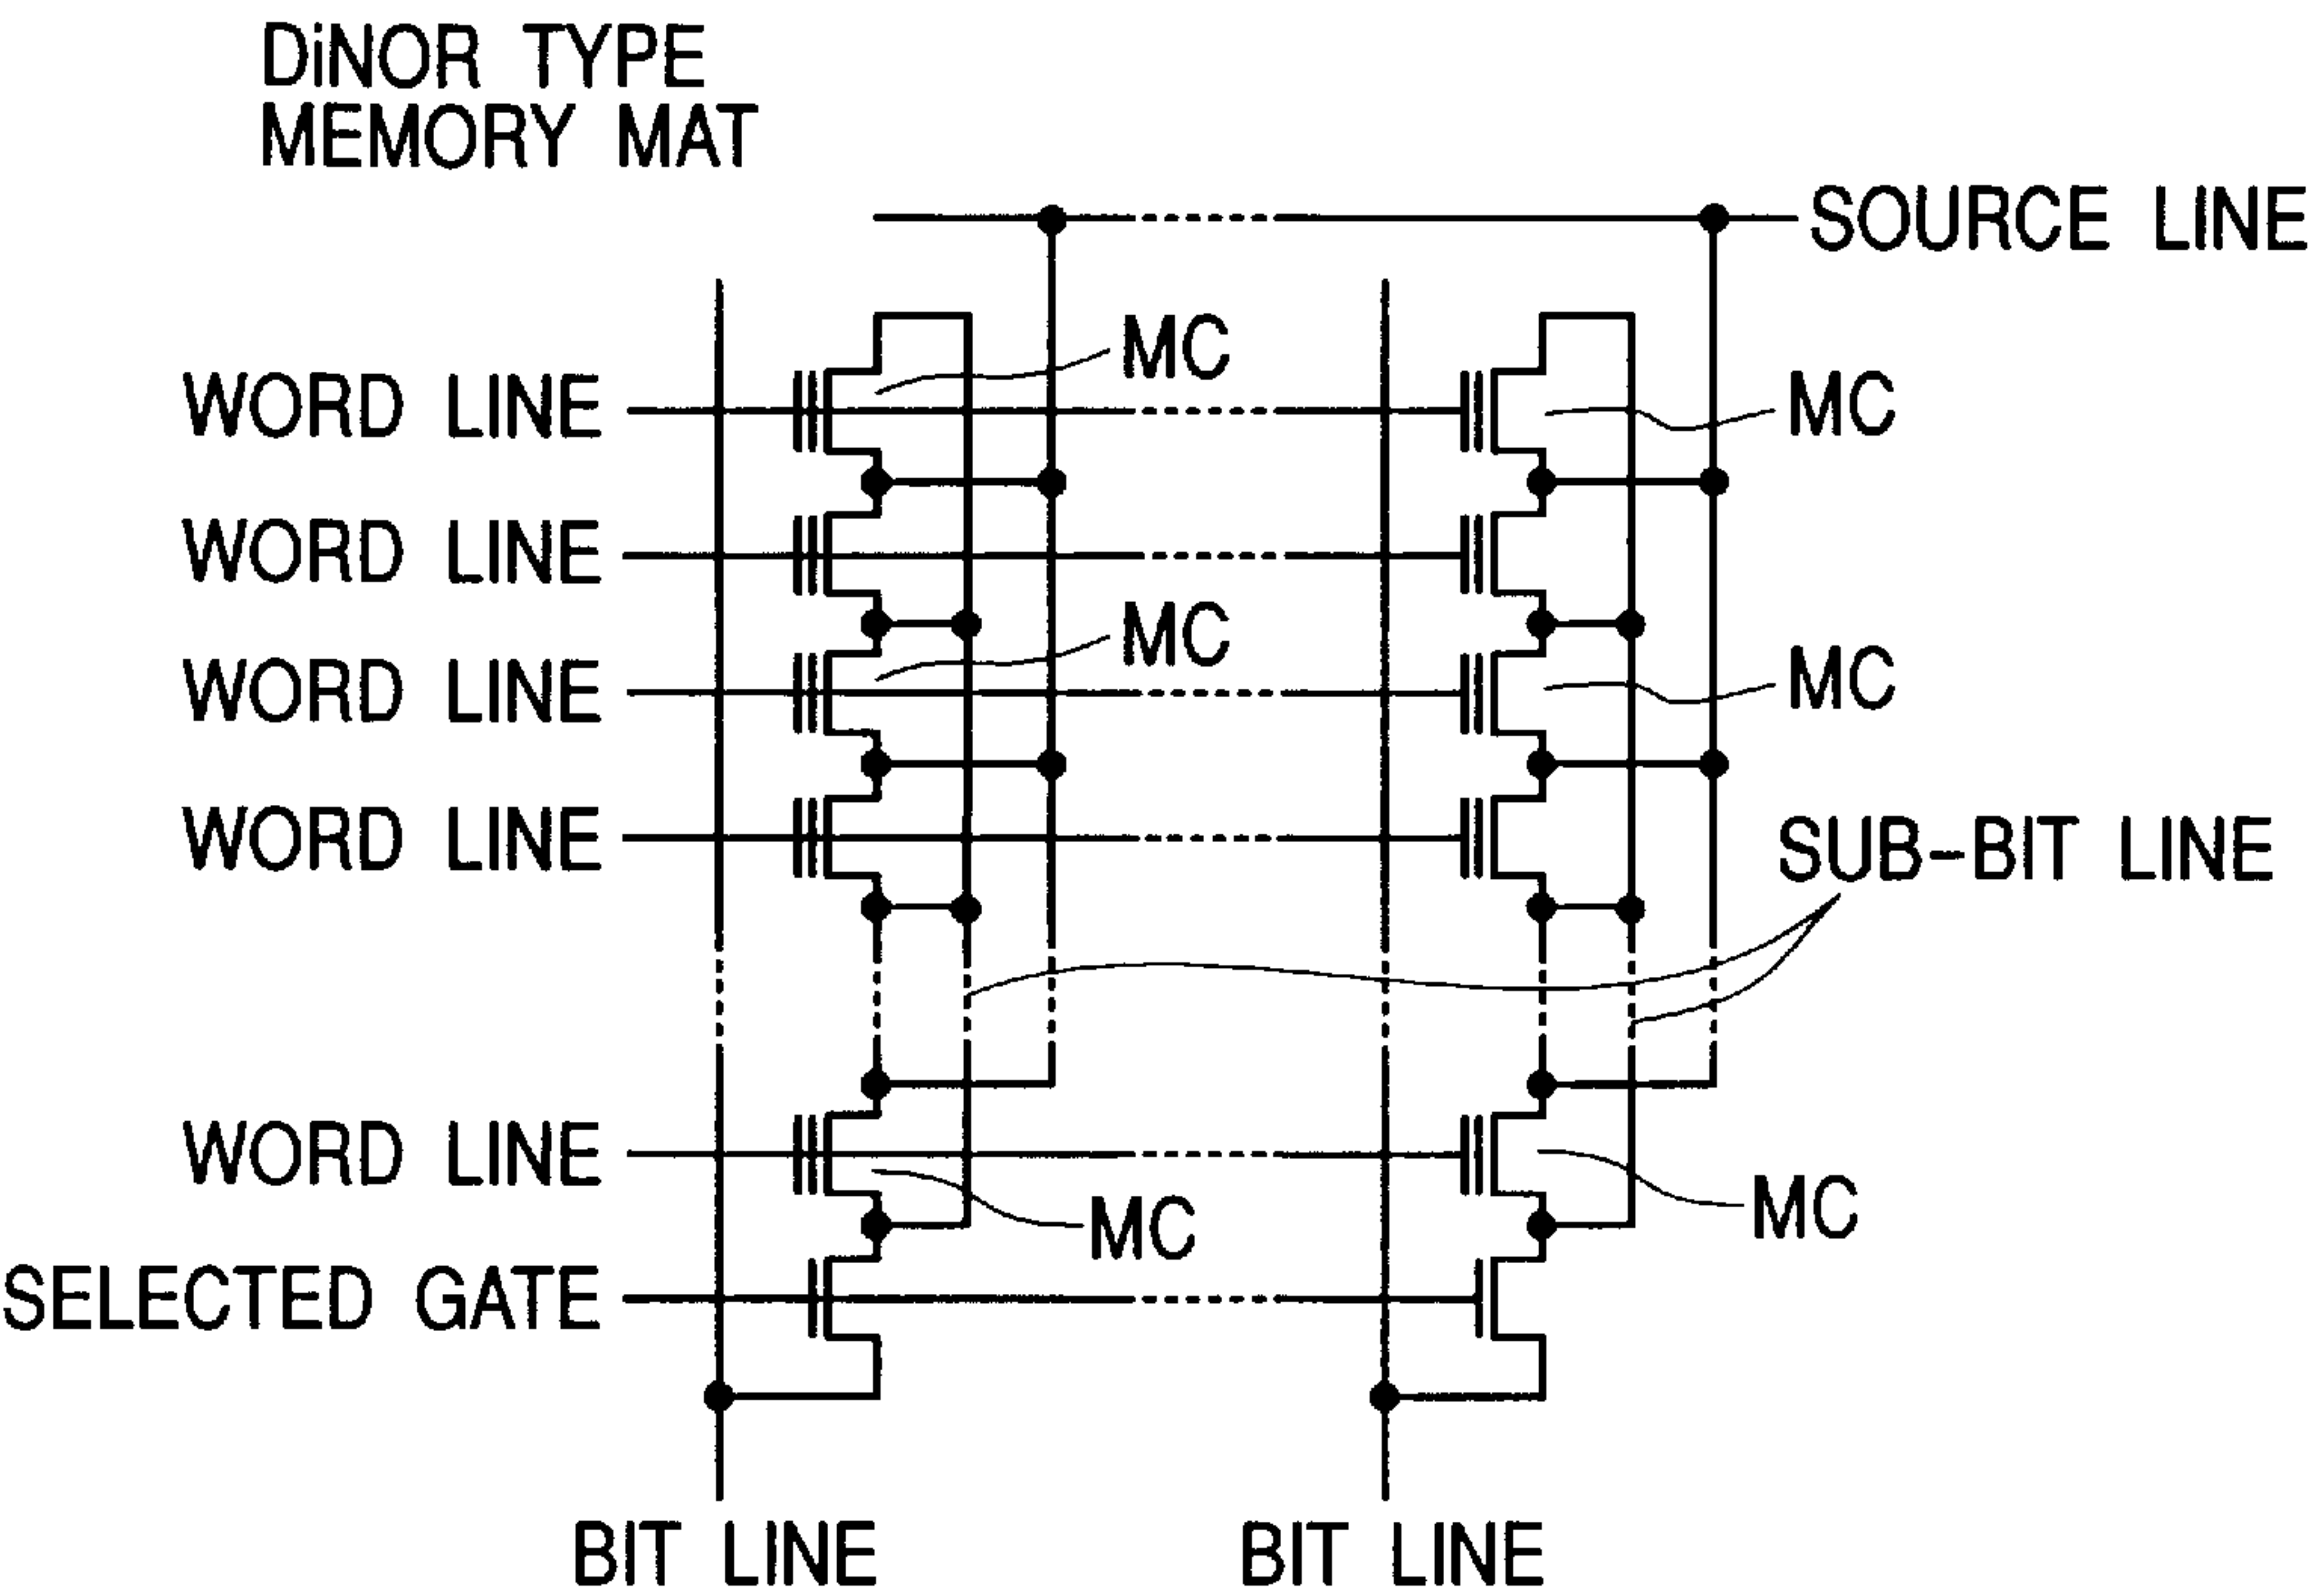 DiNOR TYPE
MEMORY MAT
SOURCE LINE
MC
WORD LINE
MC
WORD LINE
MC
WORD LINE
MC
WORD LINE
SUB-BIT LINE
WORD LINE
MC
MC
SELECTED GATE
BIT LINE
BIT LINE